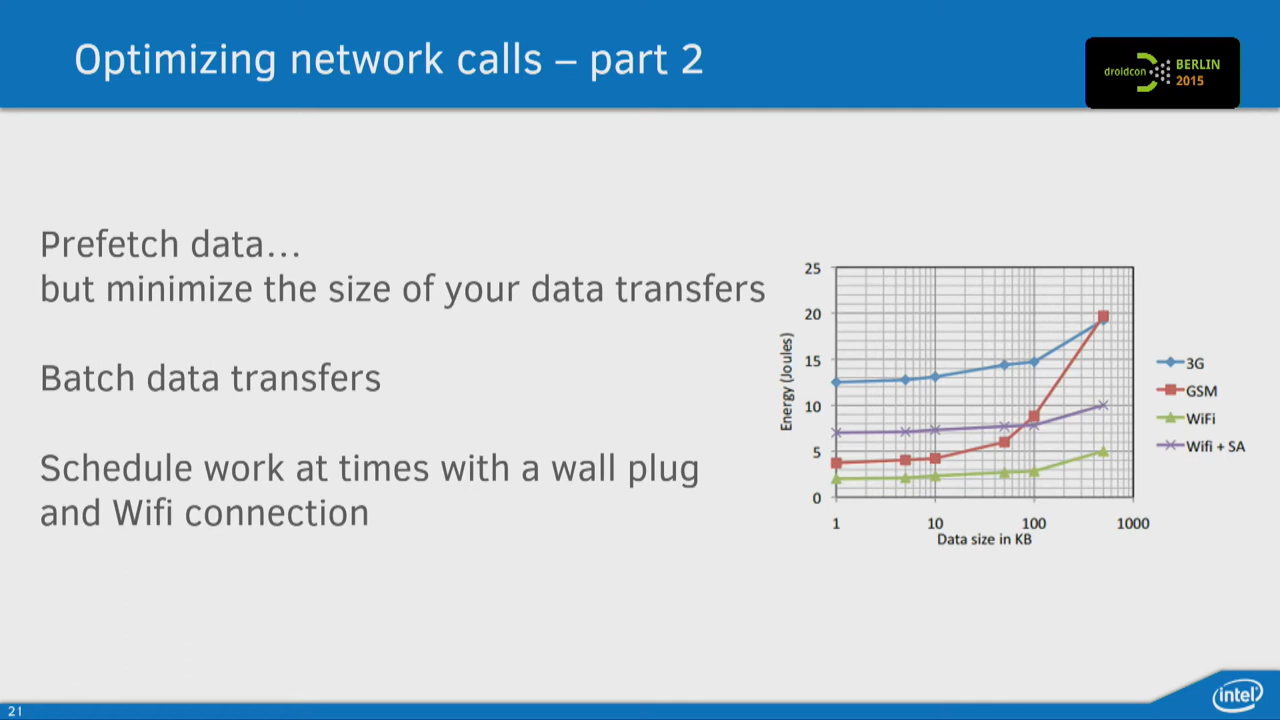 Optimizing network calls – part 2
droidcon
BERLIN
2015
Prefetch data…
but minimize the size of your data transfers
Batch data transfers
Schedule work at times with a wall plug
and Wifi connection
25
20
15
10
5
0
Energy (Joules)
1
10
100
1000
Data size in KB
3G
GSM
WiFi
Wifi + SA
21
intel